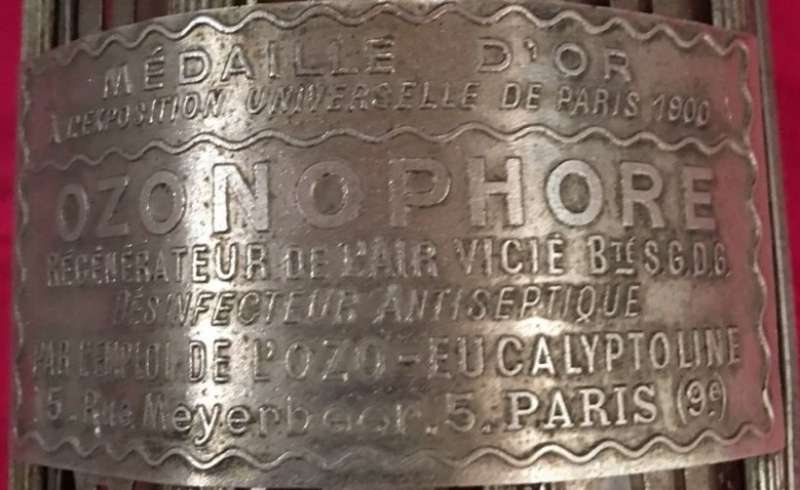 MÉDAILLE D'OR
À L'EXPOSITION UNIVERSELLE DE PARIS 1900
OZONOPHORE
RÉGÉNÉRATEUR DE L'AIR VICIÉ BTÉ S.G.D.G.
DÉSINFECTEUR ANTISEPTIQUE
PAR L'EMPLOI DE L'OZO-EUCALYPTOLINE
5. Rue Meyerbeer. 5. PARIS (9e)